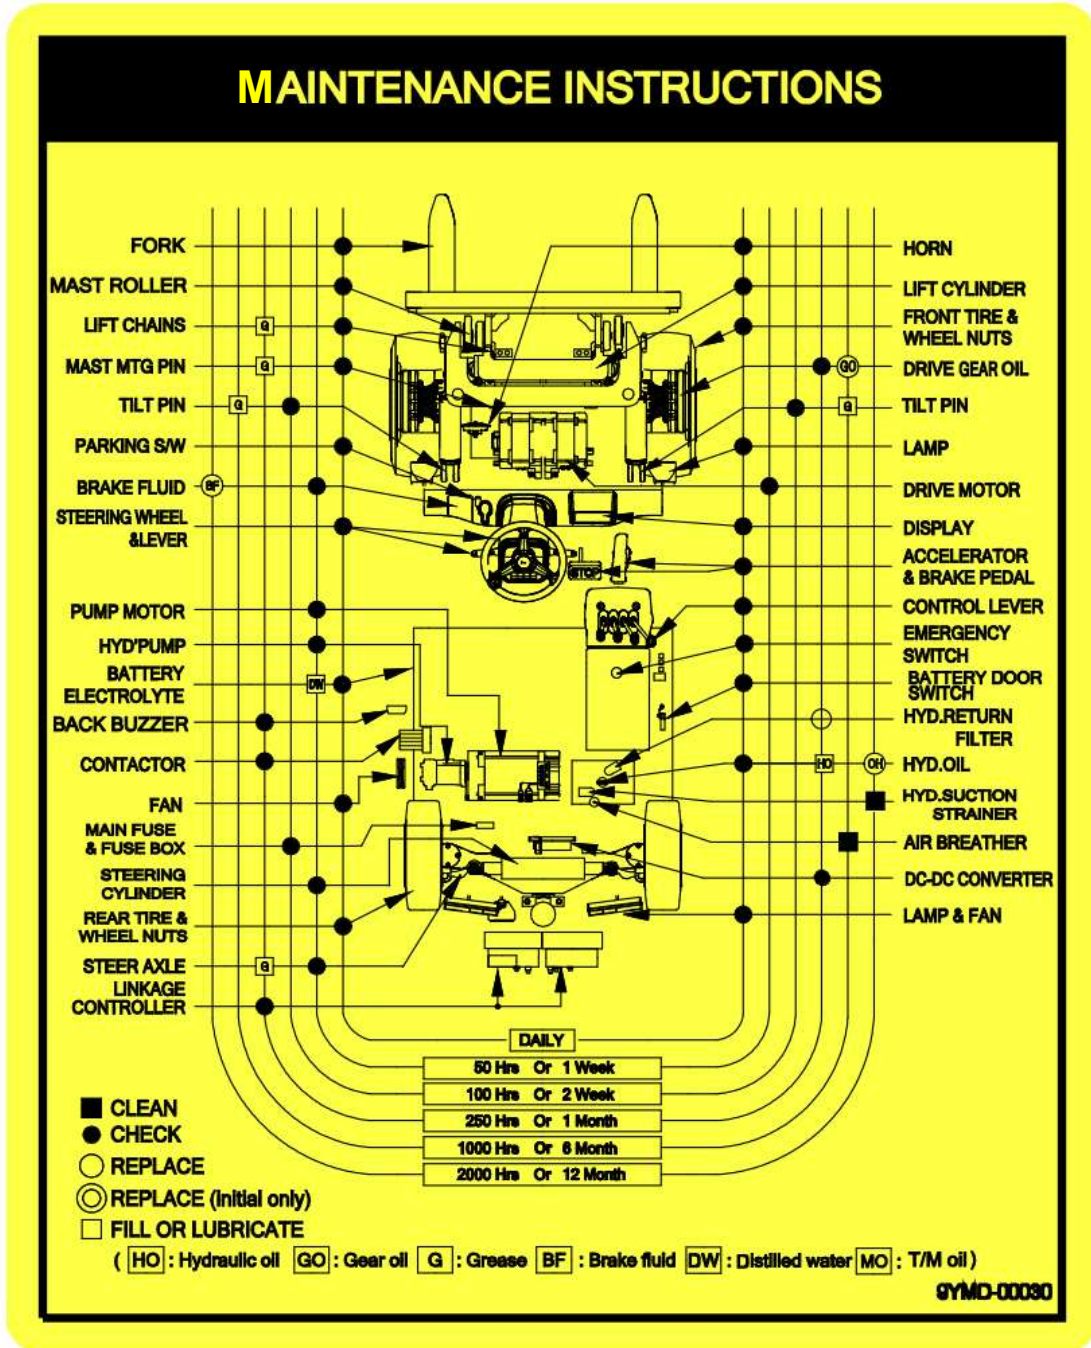 MAINTENANCE INSTRUCTIONS
FORK
MAST ROLLER
LIFT CHAINS
G
MAST MTG PIN
G
TILT PIN
G
PARKING S/W
BRAKE FLUID
BF
STEERING WHEEL
&LEVER
PUMP MOTOR
HYD'PUMP
BATTERY
ELECTROLYTE
DW
BACK BUZZER
CONTACTOR
FAN
MAIN FUSE
& FUSE BOX
STEERING
CYLINDER
REAR TIRE &
WHEEL NUTS
STEER AXLE
LINKAGE
G
CONTROLLER
STOP
HORN
LIFT CYLINDER
FRONT TIRE &
WHEEL NUTS
GO
DRIVE GEAR OIL
G
TILT PIN
LAMP
DRIVE MOTOR
DISPLAY
ACCELERATOR
& BRAKE PEDAL
CONTROL LEVER
EMERGENCY
SWITCH
BATTERY DOOR
SWITCH
HYD.RETURN
FILTER
HO
OH
HYD.OIL
HYD.SUCTION
STRAINER
AIR BREATHER
DC-DC CONVERTER
LAMP & FAN
DAILY
50 Hrs Or 1 Week
100 Hrs Or 2 Week
250 Hrs Or 1 Month
1000 Hrs Or 6 Month
2000 Hrs Or 12 Month
CLEAN
CHECK
REPLACE
REPLACE (Initial only)
FILL OR LUBRICATE
( HO : Hydraulic oil GO : Gear oil G : Grease BF : Brake fluid DW : Distilled water MO : T/M oil )
9YMD-00030